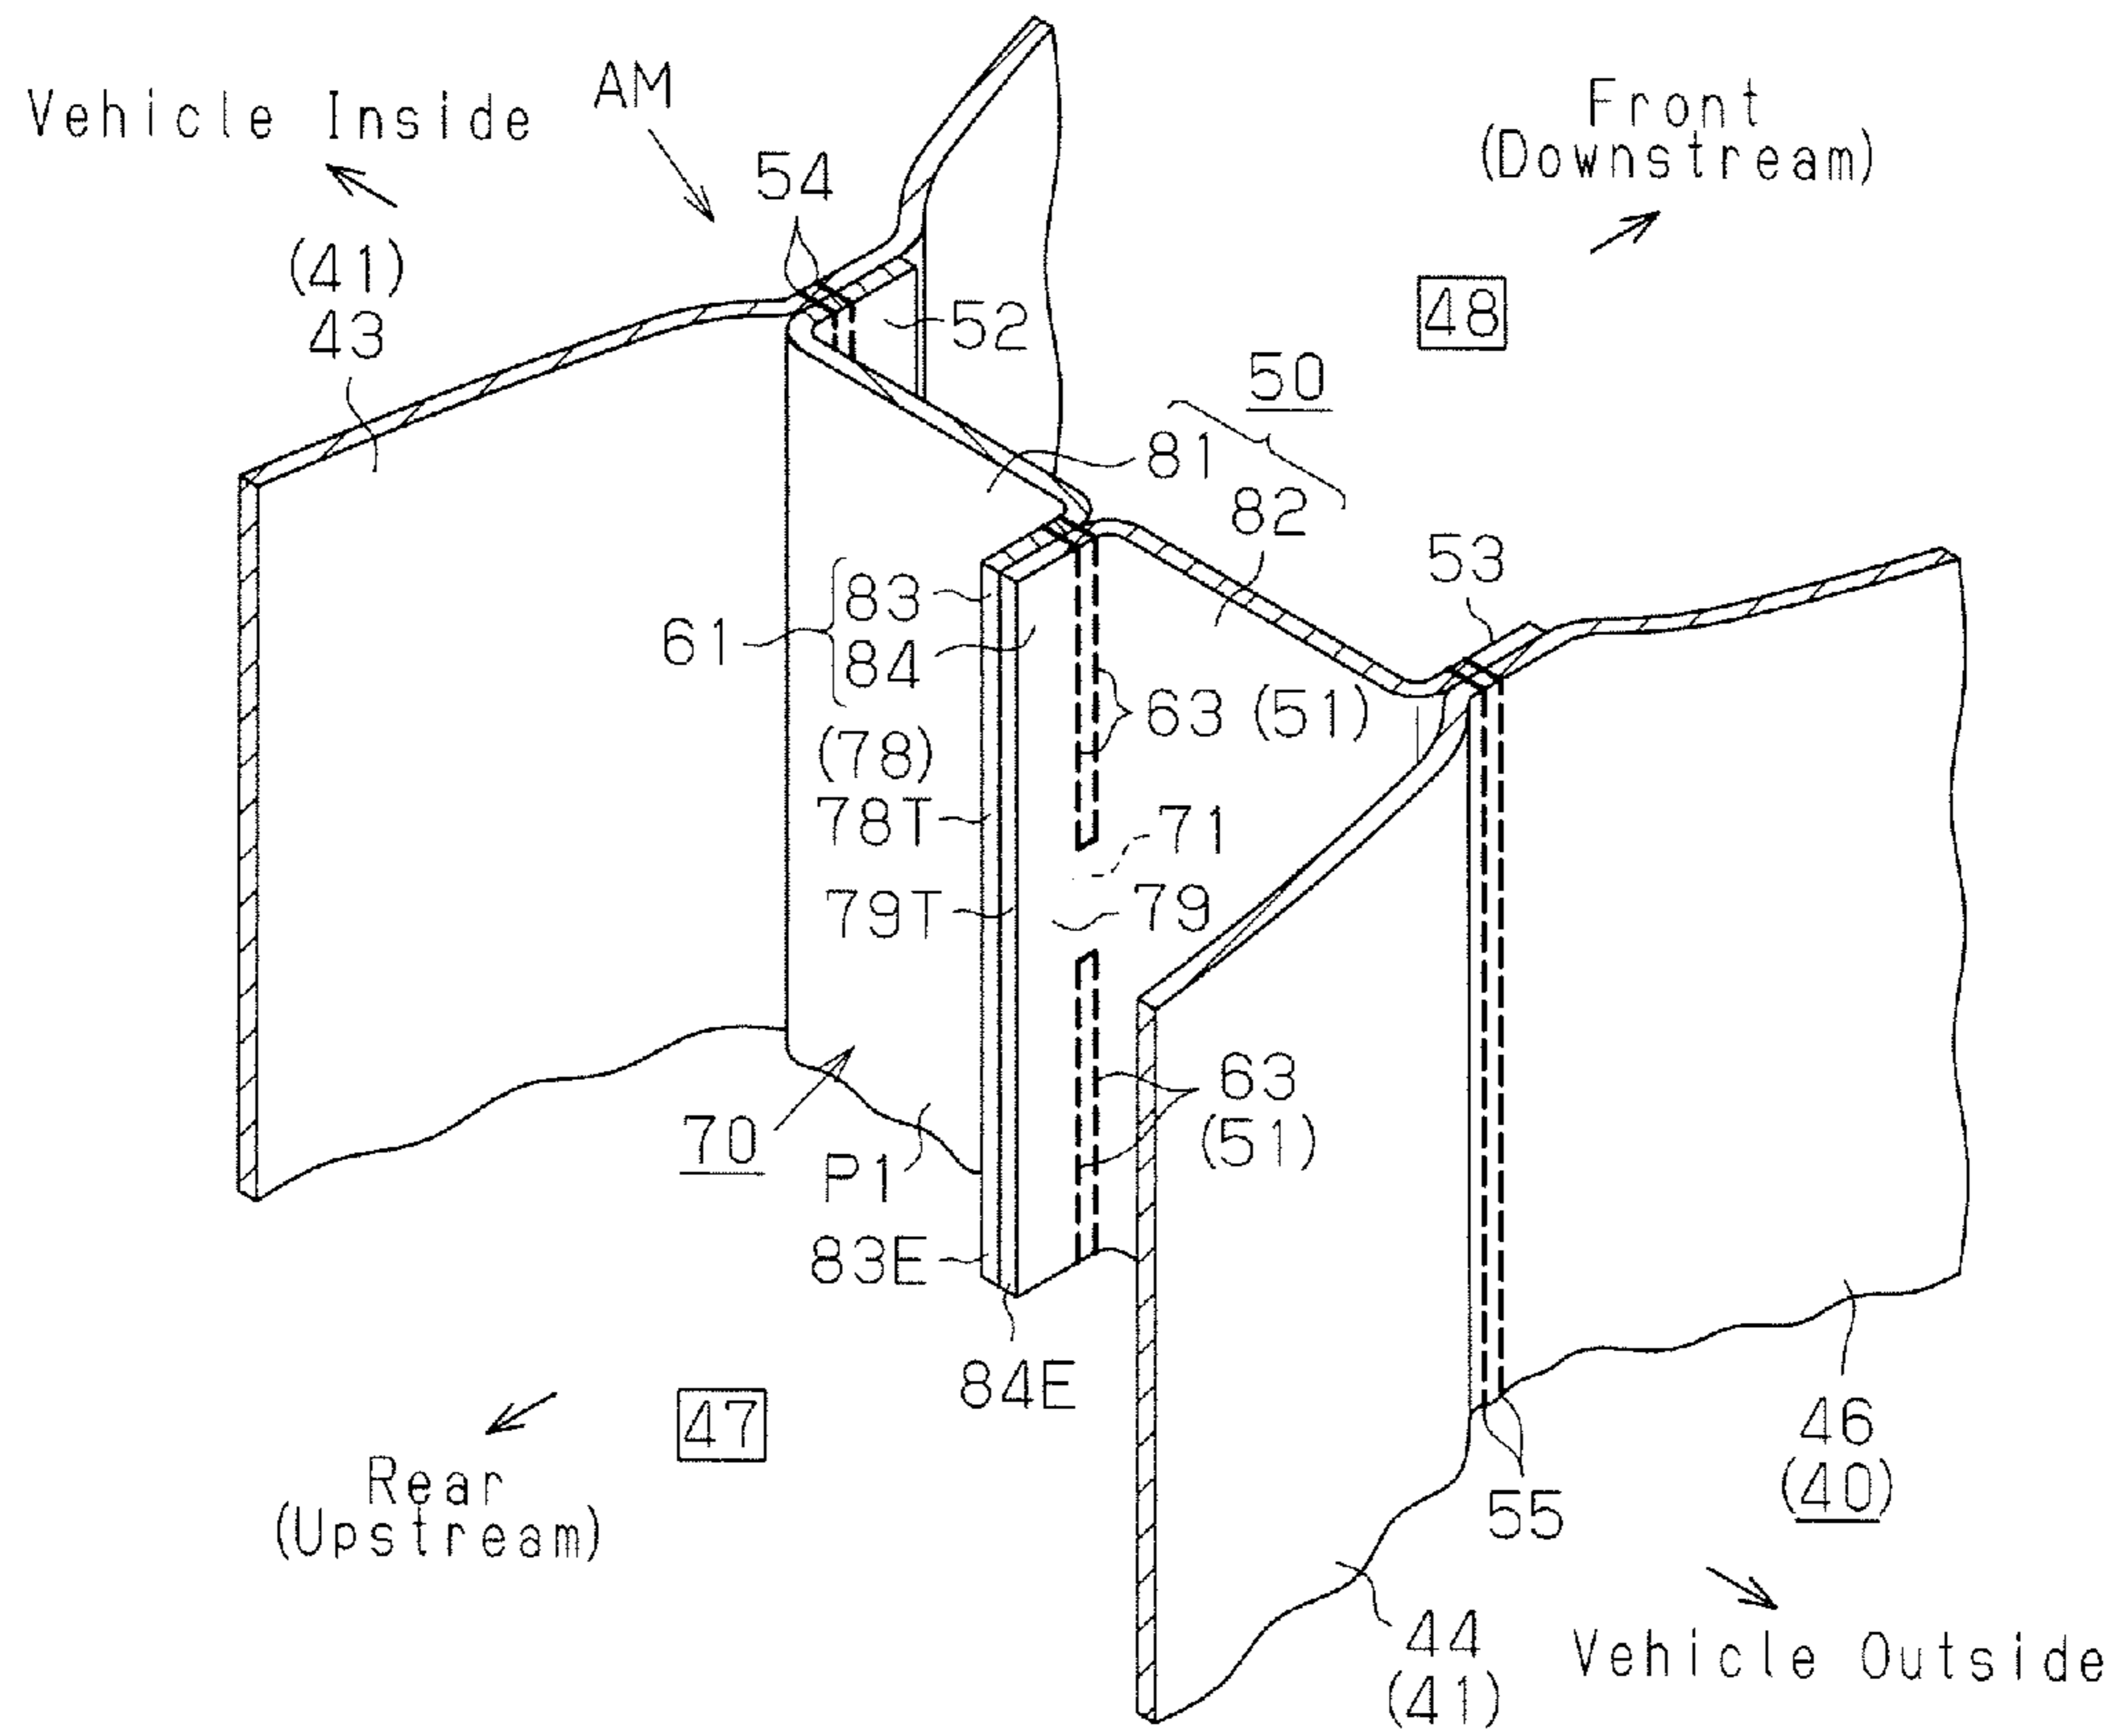 Vehicle Inside
AM
Front
(Downstream)
54
(41)
43
52
48
50
81
82
53
83
61
84
63 (51)
(78)
78T
71
79T
79
63
(51)
70
P1
83E
84E
47
46
(40)
Rear
(Upstream)
55
44
(41)
Vehicle Outside